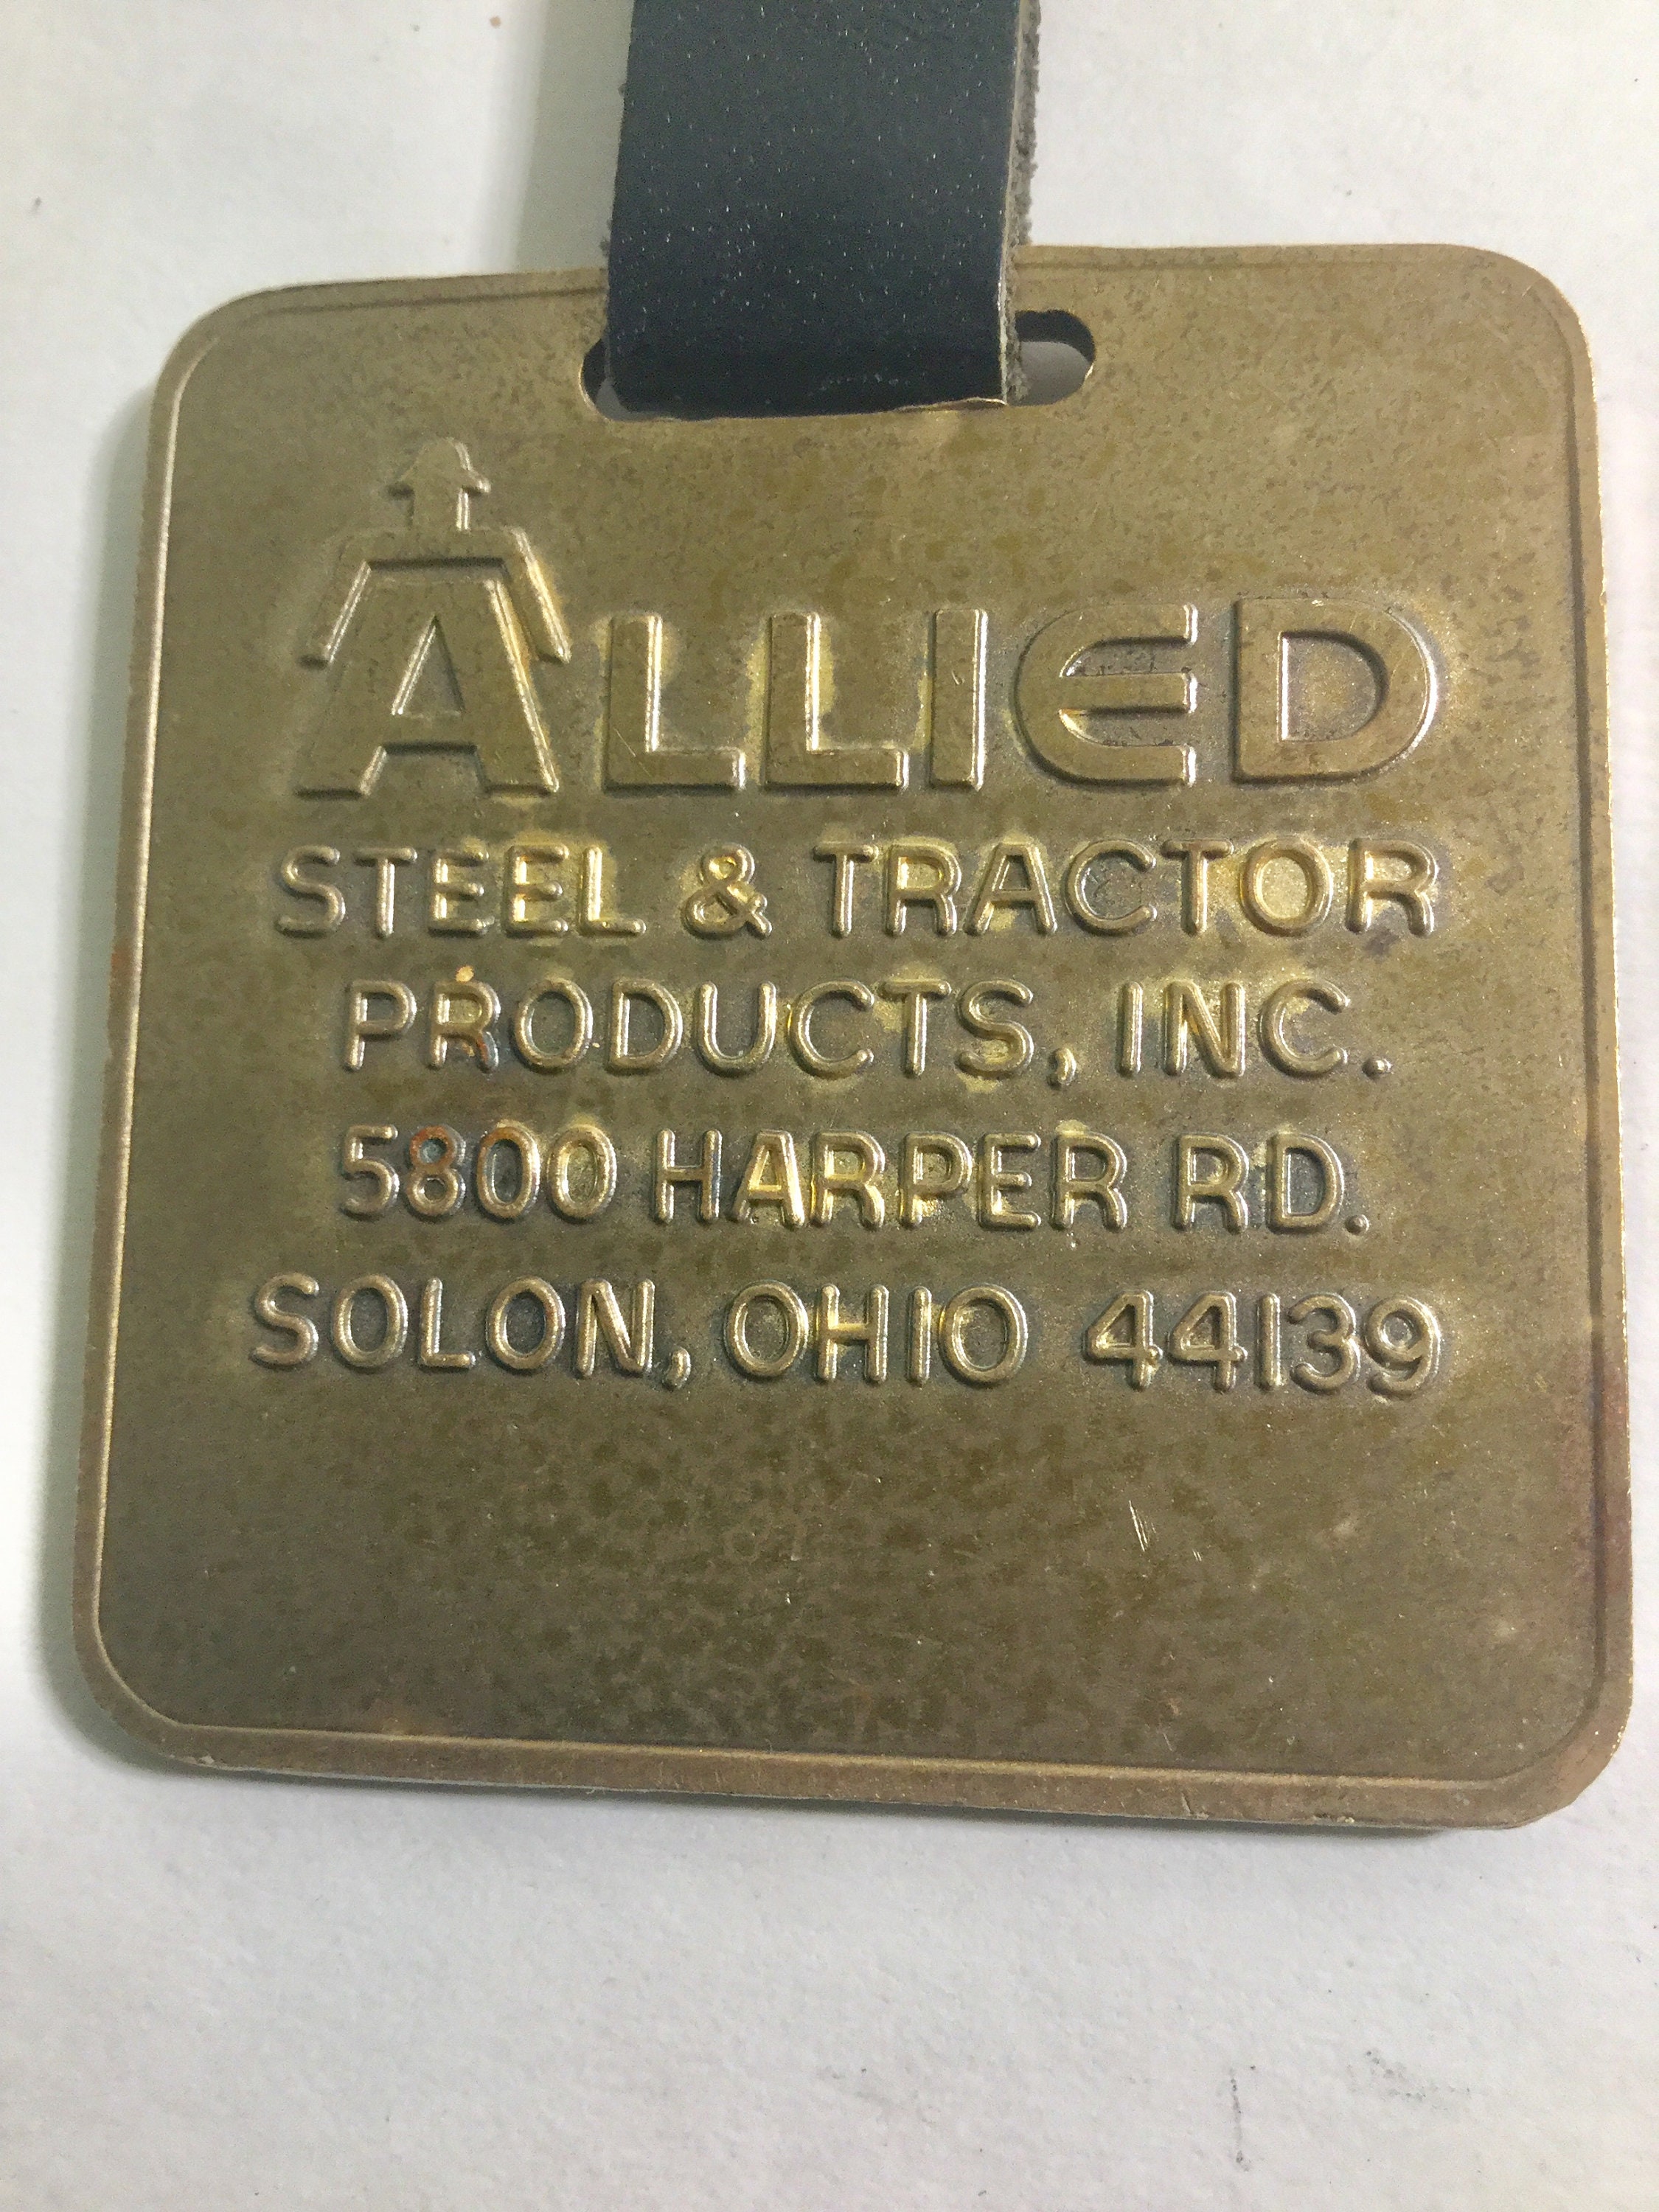 ALLIED
STEEL & TRACTOR
PRODUCTS, INC.
5800 HARPER RD.
SOLON, OHIO 44139